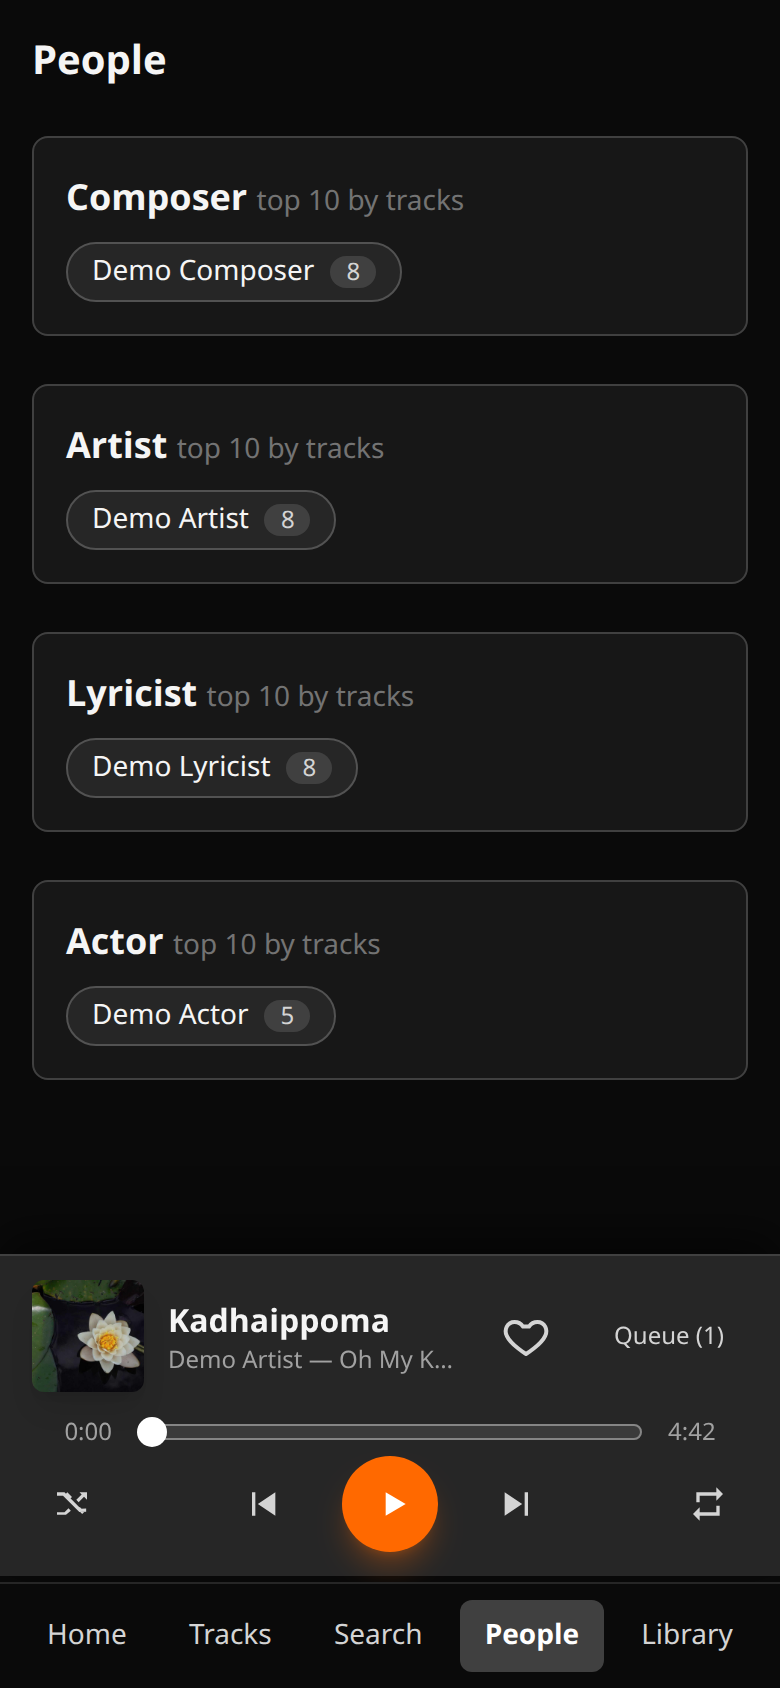 People
Composer top 10 by tracks
Demo Composer 8
Artist top 10 by tracks
Demo Artist 8
Lyricist top 10 by tracks
Demo Lyricist 8
Actor top 10 by tracks
Demo Actor 5
Kadhaippoma
Demo Artist — Oh My K...
Queue (1)
0:00 4:42
Home Tracks Search People Library